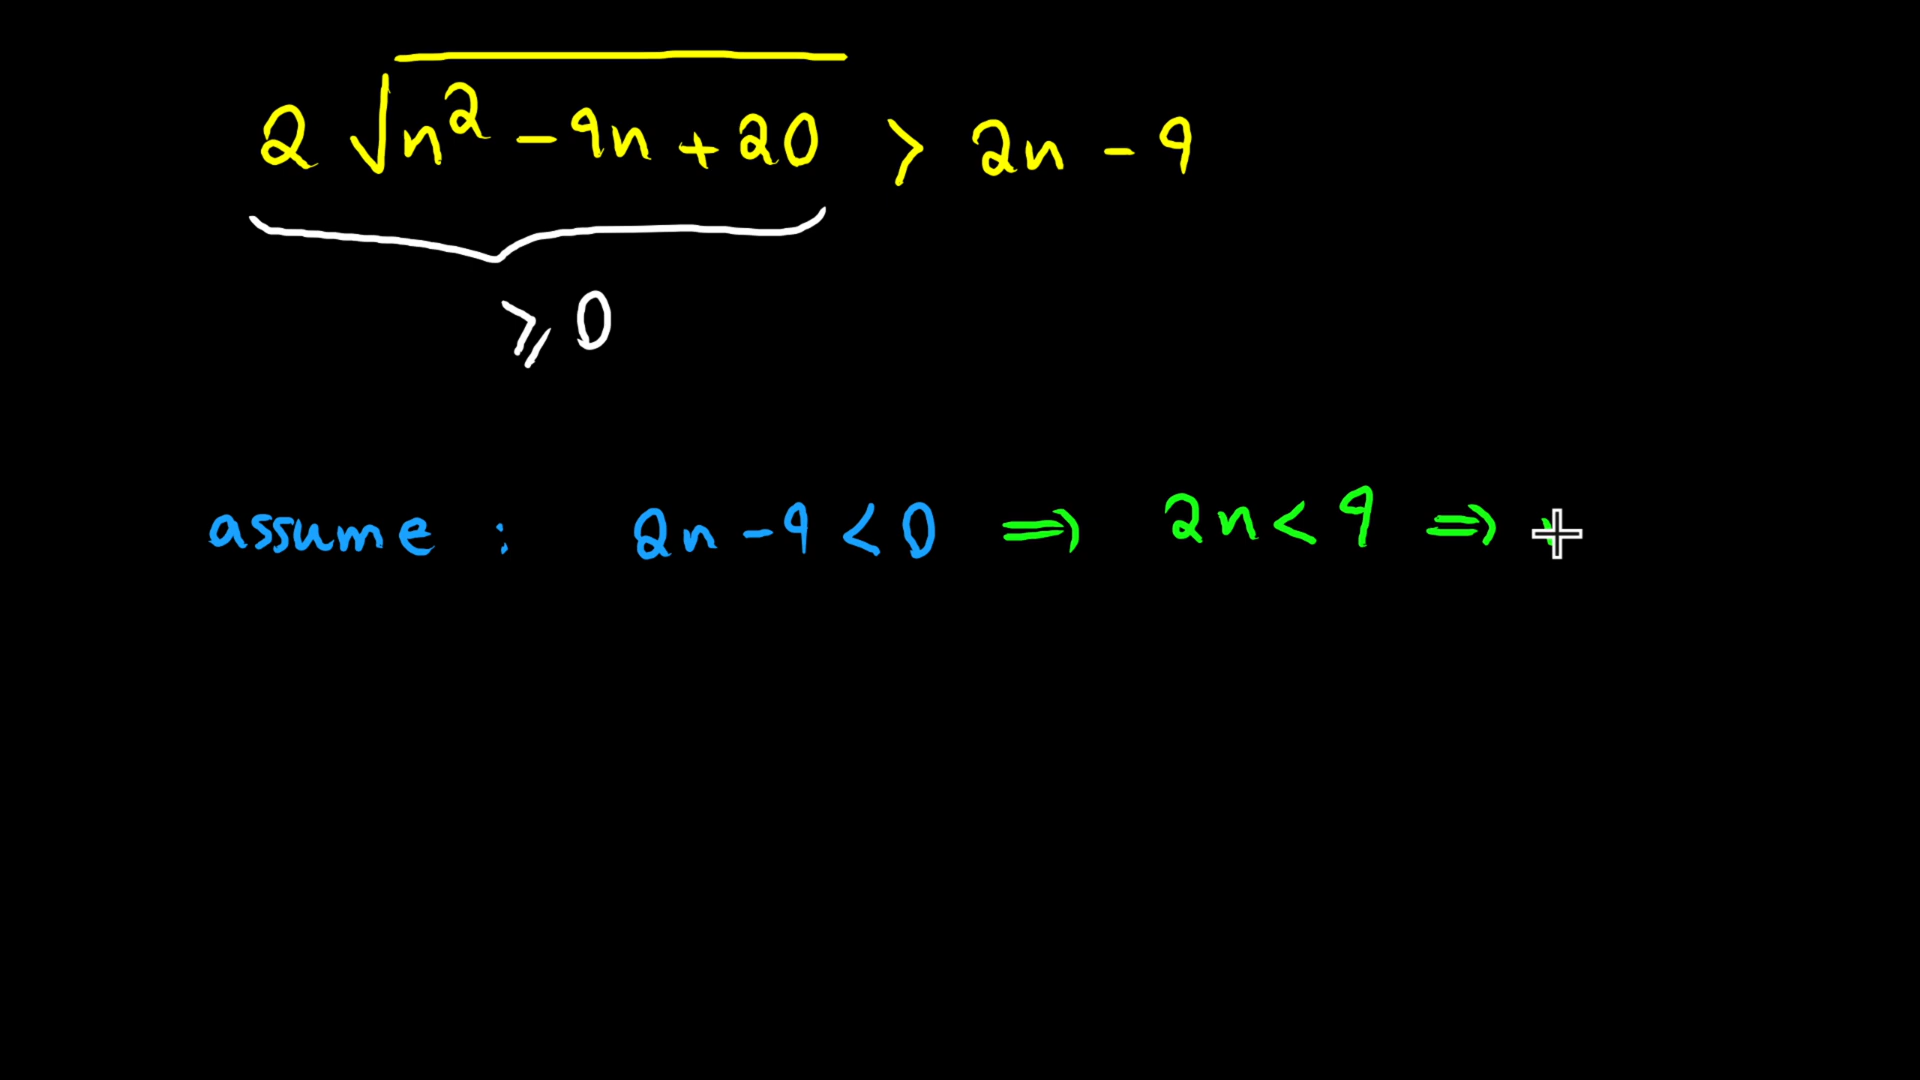 2 √(n² - 9n + 20) > 2n - 9
⩾ 0
assume : 2n - 9 < 0 ⇒ 2n < 9 ⇒